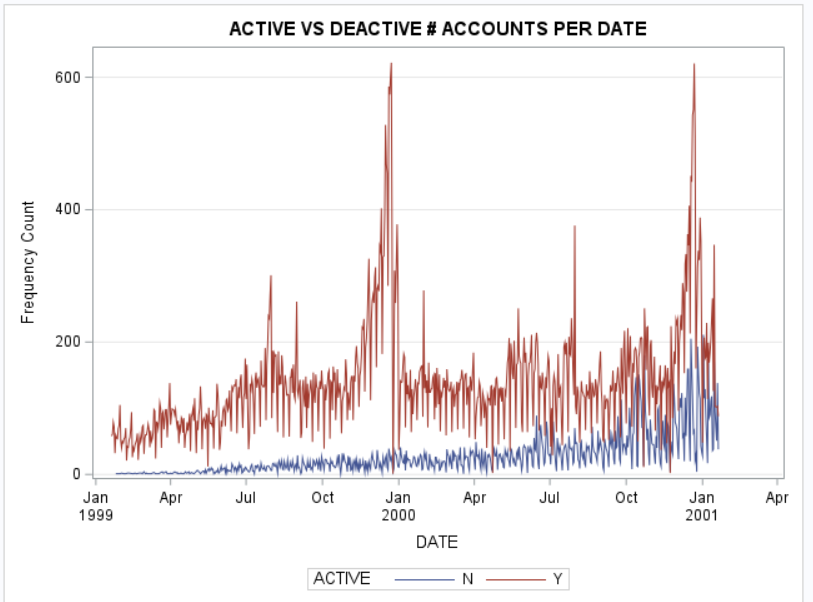 ACTIVE VS DEACTIVE # ACCOUNTS PER DATE
600
400
200
0
Frequency Count
Jan Apr Jul Oct Jan Apr Jul Oct Jan Apr
1999 2000 2001
DATE
ACTIVE N Y